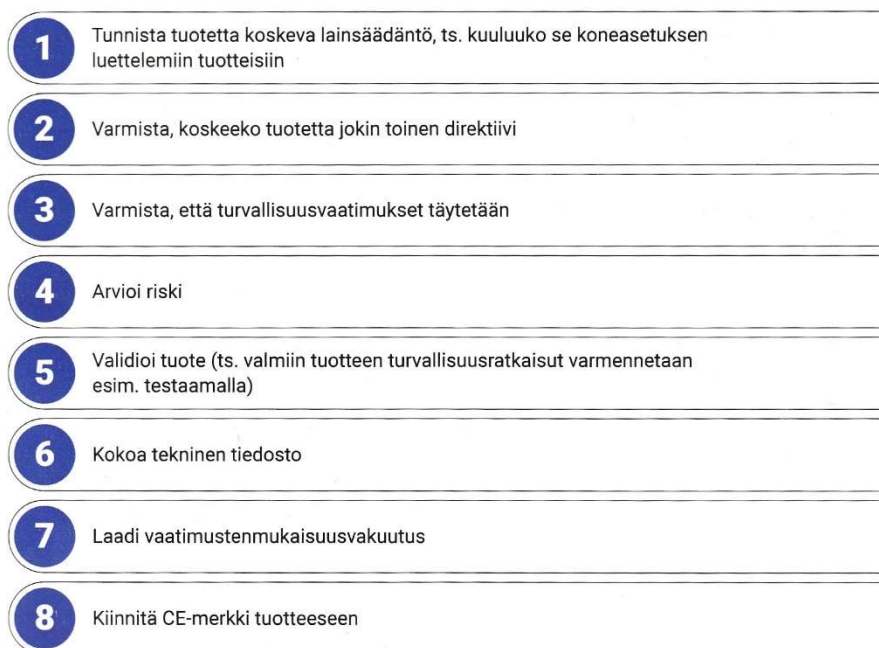 1
Tunnista tuotetta koskeva lainsäädäntö, ts. kuuluuko se koneasetuksen
luettelemiin tuotteisiin
2
Varmista, koskeeko tuotetta jokin toinen direktiivi
3
Varmista, että turvallisuusvaatimukset täytetään
4
Arvioi riski
5
Validioi tuote (ts. valmiin tuotteen turvallisuusratkaisut varmennetaan
esim. testaamalla)
6
Kokoa tekninen tiedosto
7
Laadi vaatimustenmukaisuusvakuutus
8
Kiinnitä CE-merkki tuotteeseen